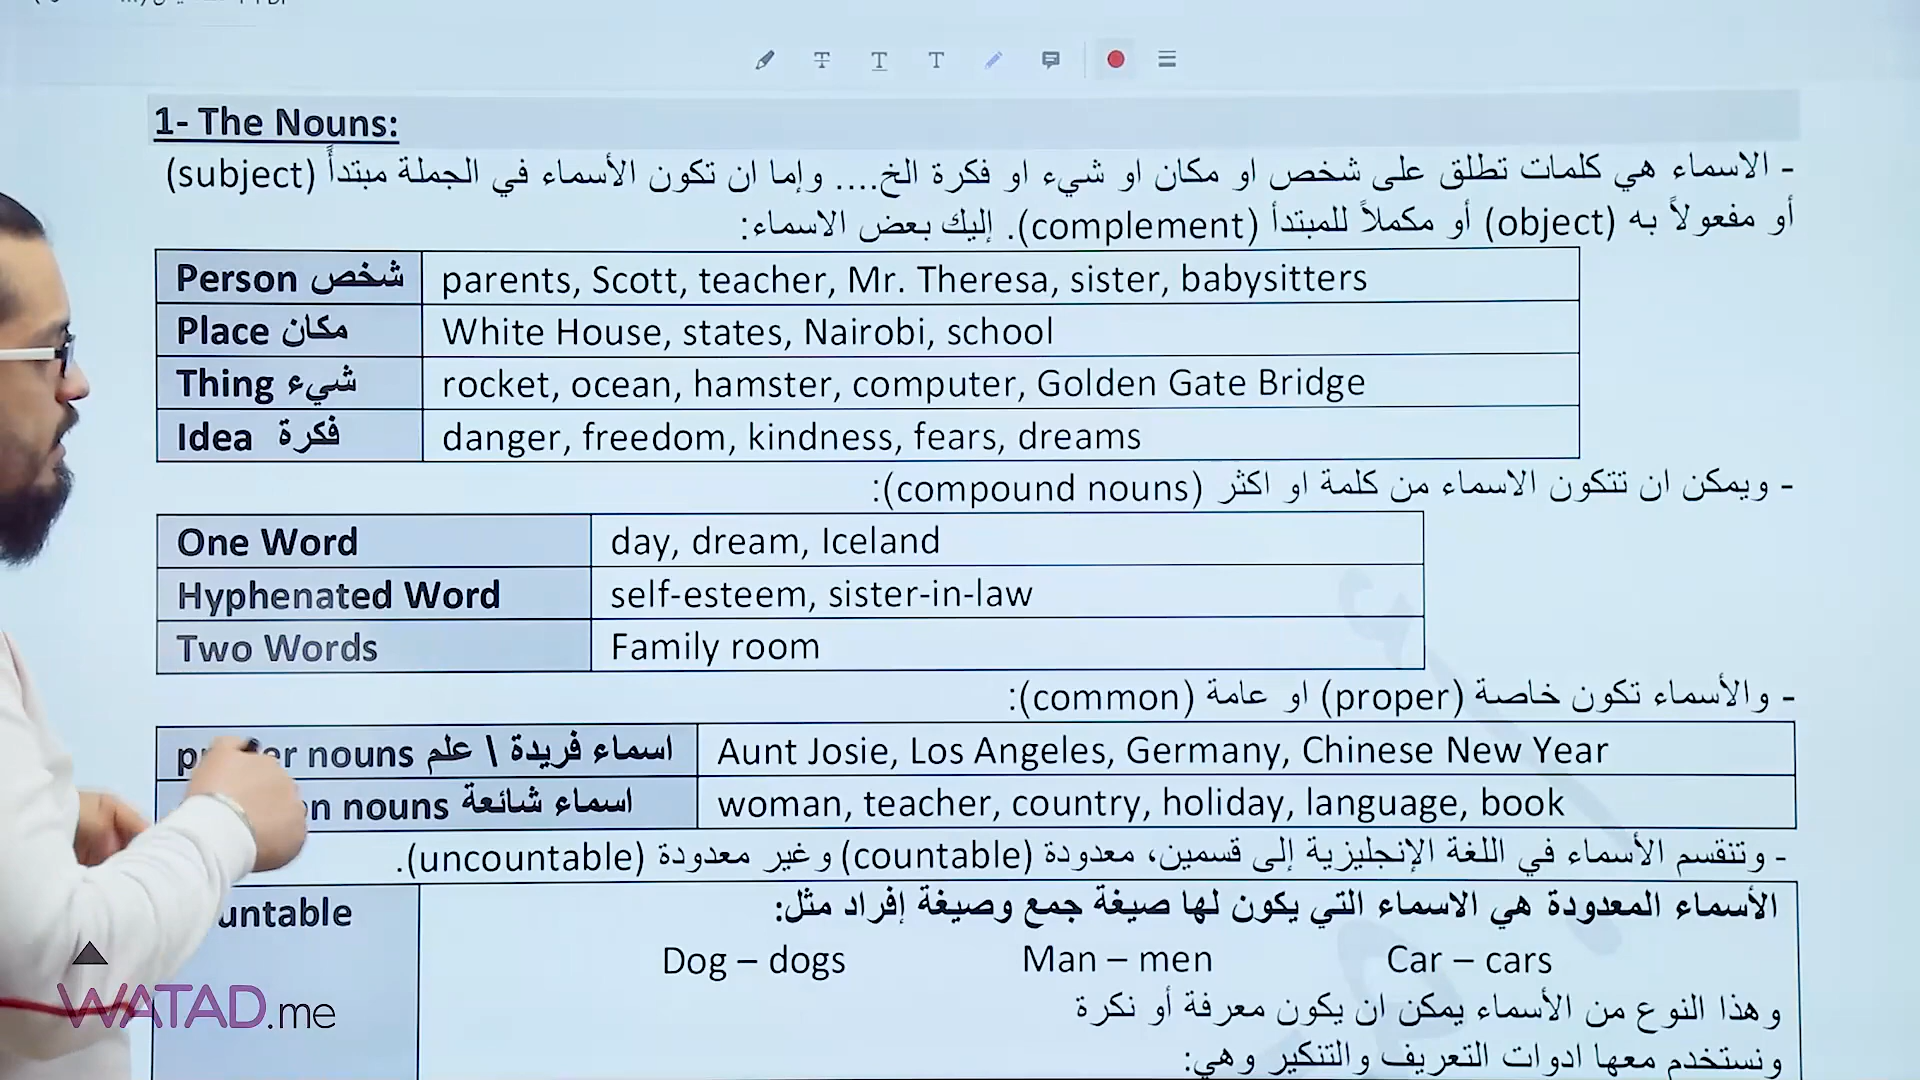 1- The Nouns:
- الاسماء هي كلمات تطلق على شخص او مكان او شيء او فكرة الخ.... وإما ان تكون الأسماء في الجملة مبتدأً (subject)
أو مفعولاً به (object) أو مكملاً للمبتدأ (complement). إليك بعض الاسماء:
Person شخص parents, Scott, teacher, Mr. Theresa, sister, babysitters
Place مكان White House, states, Nairobi, school
Thing شيء rocket, ocean, hamster, computer, Golden Gate Bridge
Idea فكرة danger, freedom, kindness, fears, dreams
- ويمكن ان تتكون الاسماء من كلمة او اكثر (compound nouns):
One Word day, dream, Iceland
Hyphenated Word self-esteem, sister-in-law
Two Words Family room
- والأسماء تكون خاصة (proper) او عامة (common):
nouns اسماء فريدة \ علم Aunt Josie, Los Angeles, Germany, Chinese New Year
nouns اسماء شائعة woman, teacher, country, holiday, language, book
- وتنقسم الأسماء في اللغة الإنجليزية إلى قسمين، معدودة (countable) وغير معدودة (uncountable).
untable الأسماء المعدودة هي الاسماء التي يكون لها صيغة جمع وصيغة إفراد مثل:
Dog – dogs Man – men Car – cars
وهذا النوع من الأسماء يمكن ان يكون معرفة أو نكرة
ونستخدم معها ادوات التعريف والتنكير وهي:
WATAD.me